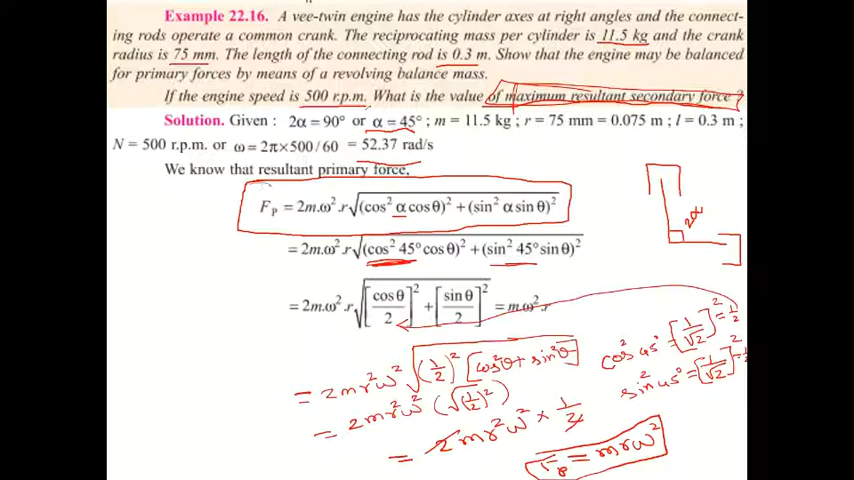 Example 22.16. A vee-twin engine has the cylinder axes at right angles and the connect-
ing rods operate a common crank. The reciprocating mass per cylinder is 11.5 kg and the crank
radius is 75 mm. The length of the connecting rod is 0.3 m. Show that the engine may be balanced
for primary forces by means of a revolving balance mass.
If the engine speed is 500 r.p.m. What is the value of maximum resultant secondary force ?
Solution. Given : 2α = 90° or α = 45° ; m = 11.5 kg ; r = 75 mm = 0.075 m ; l = 0.3 m ;
N = 500 r.p.m. or ω = 2π×500/60 = 52.37 rad/s
We know that resultant primary force,
F_P = 2m.ω².r√(cos² α cos θ)² + (sin² α sin θ)²
2α
= 2m.ω².r√(cos² 45° cos θ)² + (sin² 45° sin θ)²
= 2m.ω².r√[cos θ/2]² + [sin θ/2]² = m.ω².r
cos²45° = [1/√2]² = 1/2
= 2mr²ω² √(1/2)² [cos²θ + sin²θ
sin²45° = [1/√2]² =
= 2mr²ω² (√(1/2)²)
= 2mr²ω² × 1/2
F_P = mrω²